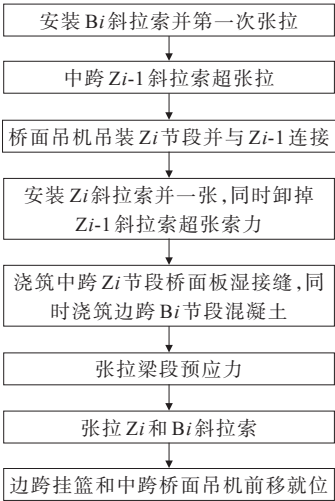 安装Bi斜拉索并第一次张拉
中跨Zi-1斜拉索超张拉
桥面吊机吊装Zi节段并与Zi-1连接
安装Zi斜拉索并一张,同时卸掉
Zi-1斜拉索超张索力
浇筑中跨Zi节段桥面板湿接缝,同
时浇筑边跨Bi节段混凝土
张拉梁段预应力
张拉Zi和Bi斜拉索
边跨挂篮和中跨桥面吊机前移就位